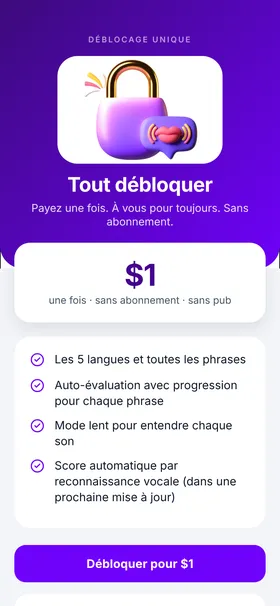 DÉBLOCAGE UNIQUE
Tout débloquer
Payez une fois. À vous pour toujours. Sans
abonnement.
$1
une fois · sans abonnement · sans pub
Les 5 langues et toutes les phrases
Auto-évaluation avec progression
pour chaque phrase
Mode lent pour entendre chaque
son
Score automatique par
reconnaissance vocale (dans une
prochaine mise à jour)
Débloquer pour $1